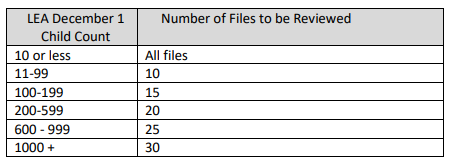 LEA December 1 Number of Files to be Reviewed
Child Count
10 or less All files
11-99 10
100-199 15
200-599 20
600 - 999 25
1000 + 30